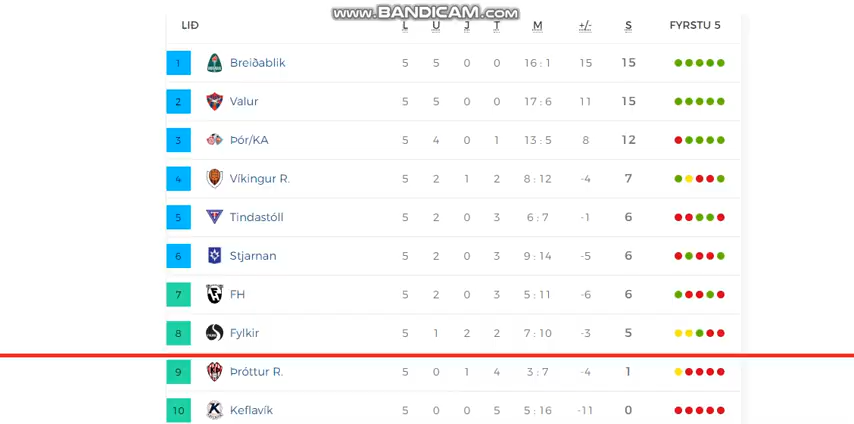 www.BANDICAM.com
LIÐ L U J T M +/- S FYRSTU 5
1 Breiðablik 5 5 0 0 16 : 1 15 15
2 Valur 5 5 0 0 17 : 6 11 15
3 Þór/KA 5 4 0 1 13 : 5 8 12
4 Víkingur R. 5 2 1 2 8 : 12 -4 7
5 Tindastóll 5 2 0 3 6 : 7 -1 6
6 Stjarnan 5 2 0 3 9 : 14 -5 6
7 FH 5 2 0 3 5 : 11 -6 6
8 Fylkir 5 1 2 2 7 : 10 -3 5
9 Þróttur R. 5 0 1 4 3 : 7 -4 1
10 Keflavík 5 0 0 5 5 : 16 -11 0